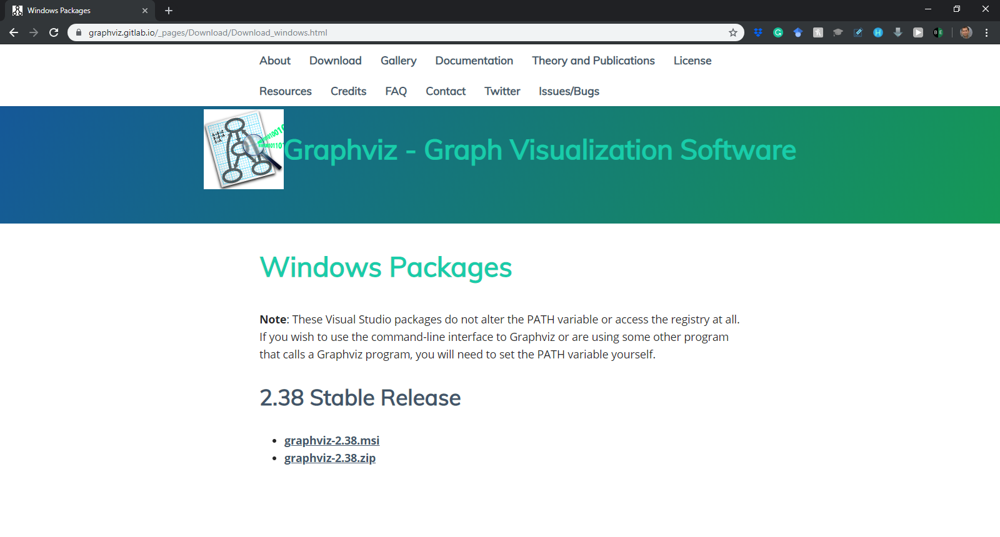 Windows Packages
graphviz.gitlab.io/_pages/Download/Download_windows.html
About Download Gallery Documentation Theory and Publications License
Resources Credits FAQ Contact Twitter Issues/Bugs
Graphviz - Graph Visualization Software
Windows Packages
Note: These Visual Studio packages do not alter the PATH variable or access the registry at all.
If you wish to use the command-line interface to Graphviz or are using some other program
that calls a Graphviz program, you will need to set the PATH variable yourself.
2.38 Stable Release
graphviz-2.38.msi
graphviz-2.38.zip